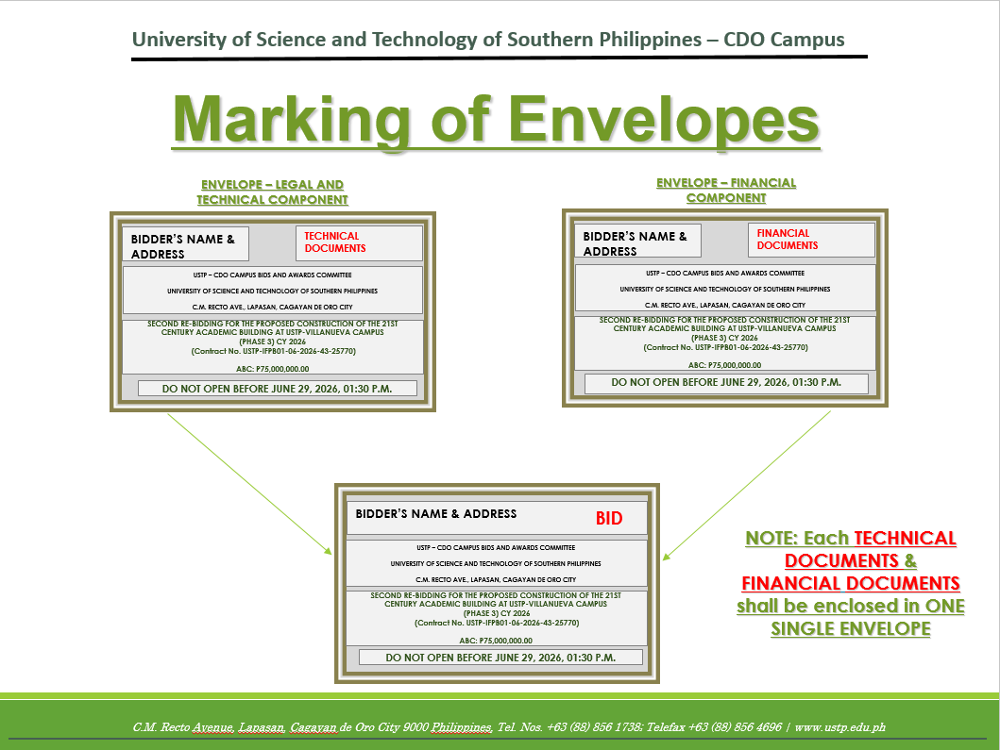 University of Science and Technology of Southern Philippines – CDO Campus
Marking of Envelopes
ENVELOPE – LEGAL AND
TECHNICAL COMPONENT
BIDDER'S NAME &
ADDRESS
TECHNICAL
DOCUMENTS
USTP – CDO CAMPUS BIDS AND AWARDS COMMITTEE
UNIVERSITY OF SCIENCE AND TECHNOLOGY OF SOUTHERN PHILIPPINES
C.M. RECTO AVE., LAPASAN, CAGAYAN DE ORO CITY
SECOND RE-BIDDING FOR THE PROPOSED CONSTRUCTION OF THE 21ST
CENTURY ACADEMIC BUILDING AT USTP-VILLANUEVA CAMPUS
(PHASE 3) CY 2026
(Contract No. USTP-IFPB01-06-2026-43-25770)
ABC: ₱75,000,000.00
DO NOT OPEN BEFORE JUNE 29, 2026, 01:30 P.M.
ENVELOPE – FINANCIAL
COMPONENT
BIDDER'S NAME &
ADDRESS
FINANCIAL
DOCUMENTS
USTP – CDO CAMPUS BIDS AND AWARDS COMMITTEE
UNIVERSITY OF SCIENCE AND TECHNOLOGY OF SOUTHERN PHILIPPINES
C.M. RECTO AVE., LAPASAN, CAGAYAN DE ORO CITY
SECOND RE-BIDDING FOR THE PROPOSED CONSTRUCTION OF THE 21ST
CENTURY ACADEMIC BUILDING AT USTP-VILLANUEVA CAMPUS
(PHASE 3) CY 2026
(Contract No. USTP-IFPB01-06-2026-43-25770)
ABC: ₱75,000,000.00
DO NOT OPEN BEFORE JUNE 29, 2026, 01:30 P.M.
BIDDER'S NAME & ADDRESS
BID
USTP – CDO CAMPUS BIDS AND AWARDS COMMITTEE
UNIVERSITY OF SCIENCE AND TECHNOLOGY OF SOUTHERN PHILIPPINES
C.M. RECTO AVE., LAPASAN, CAGAYAN DE ORO CITY
SECOND RE-BIDDING FOR THE PROPOSED CONSTRUCTION OF THE 21ST
CENTURY ACADEMIC BUILDING AT USTP-VILLANUEVA CAMPUS
(PHASE 3) CY 2026
(Contract No. USTP-IFPB01-06-2026-43-25770)
ABC: ₱75,000,000.00
DO NOT OPEN BEFORE JUNE 29, 2026, 01:30 P.M.
NOTE: Each TECHNICAL
DOCUMENTS &
FINANCIAL DOCUMENTS
shall be enclosed in ONE
SINGLE ENVELOPE
C.M. Recto Avenue, Lapasan, Cagayan de Oro City 9000 Philippines, Tel. Nos. +63 (88) 856 1738; Telefax +63 (88) 856 4696 | www.ustp.edu.ph